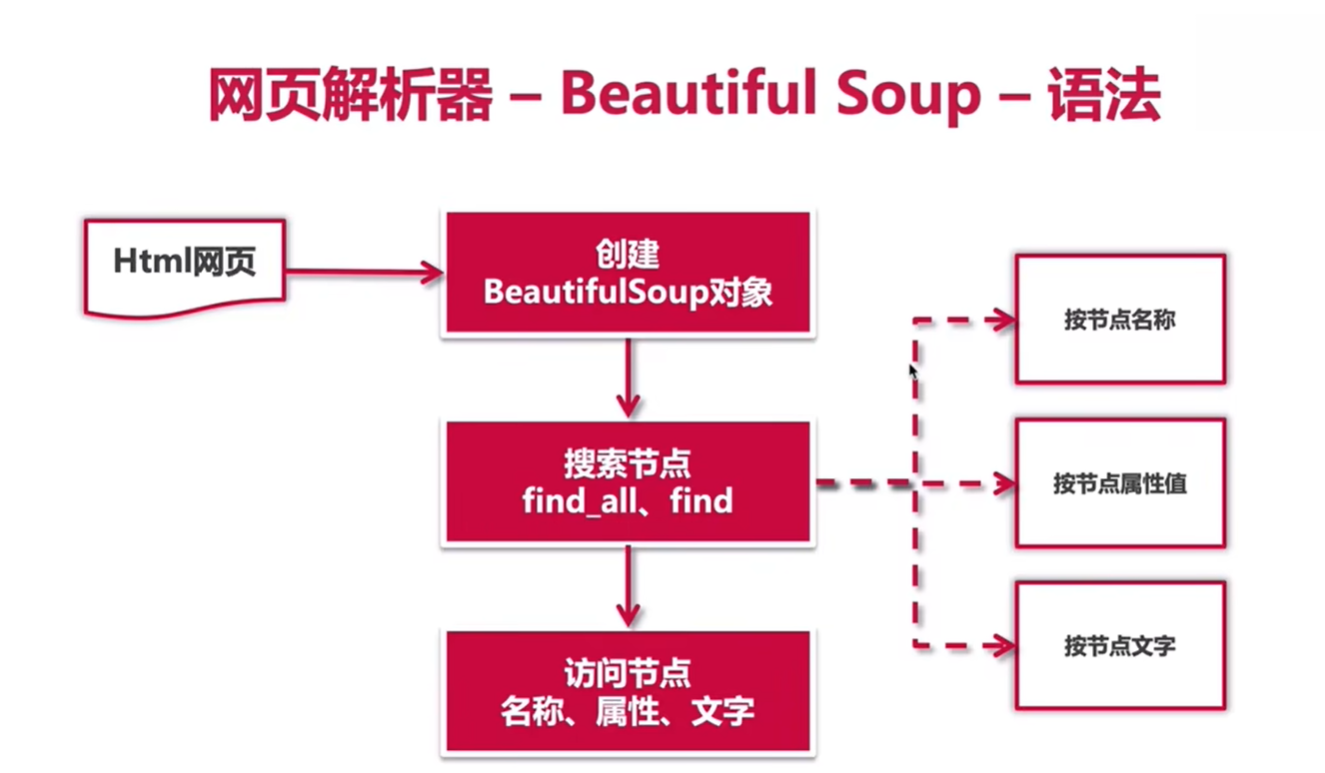 网页解析器 – Beautiful Soup – 语法
Html网页
创建
BeautifulSoup对象
搜索节点
find_all、find
访问节点
名称、属性、文字
按节点名称
按节点属性值
按节点文字